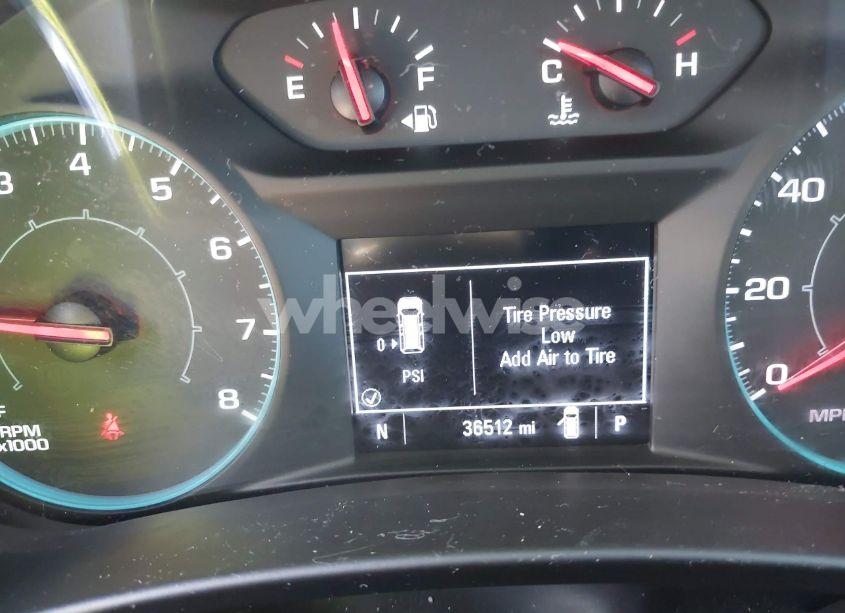 E F
C H
3 4 5 6 7 8
RPM
x1000
0
PSI
Tire Pressure
Low
Add Air to Tire
N 36512 mi P
40
20
0
MP
wheelwise